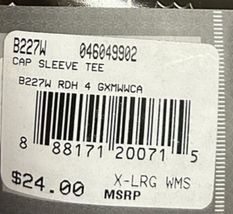 B227W 046049902
CAP SLEEVE TEE
B227W RDH 4 GXMWWCA
8 88171 20071 5
$24.00 X-LRG WMS
MSRP